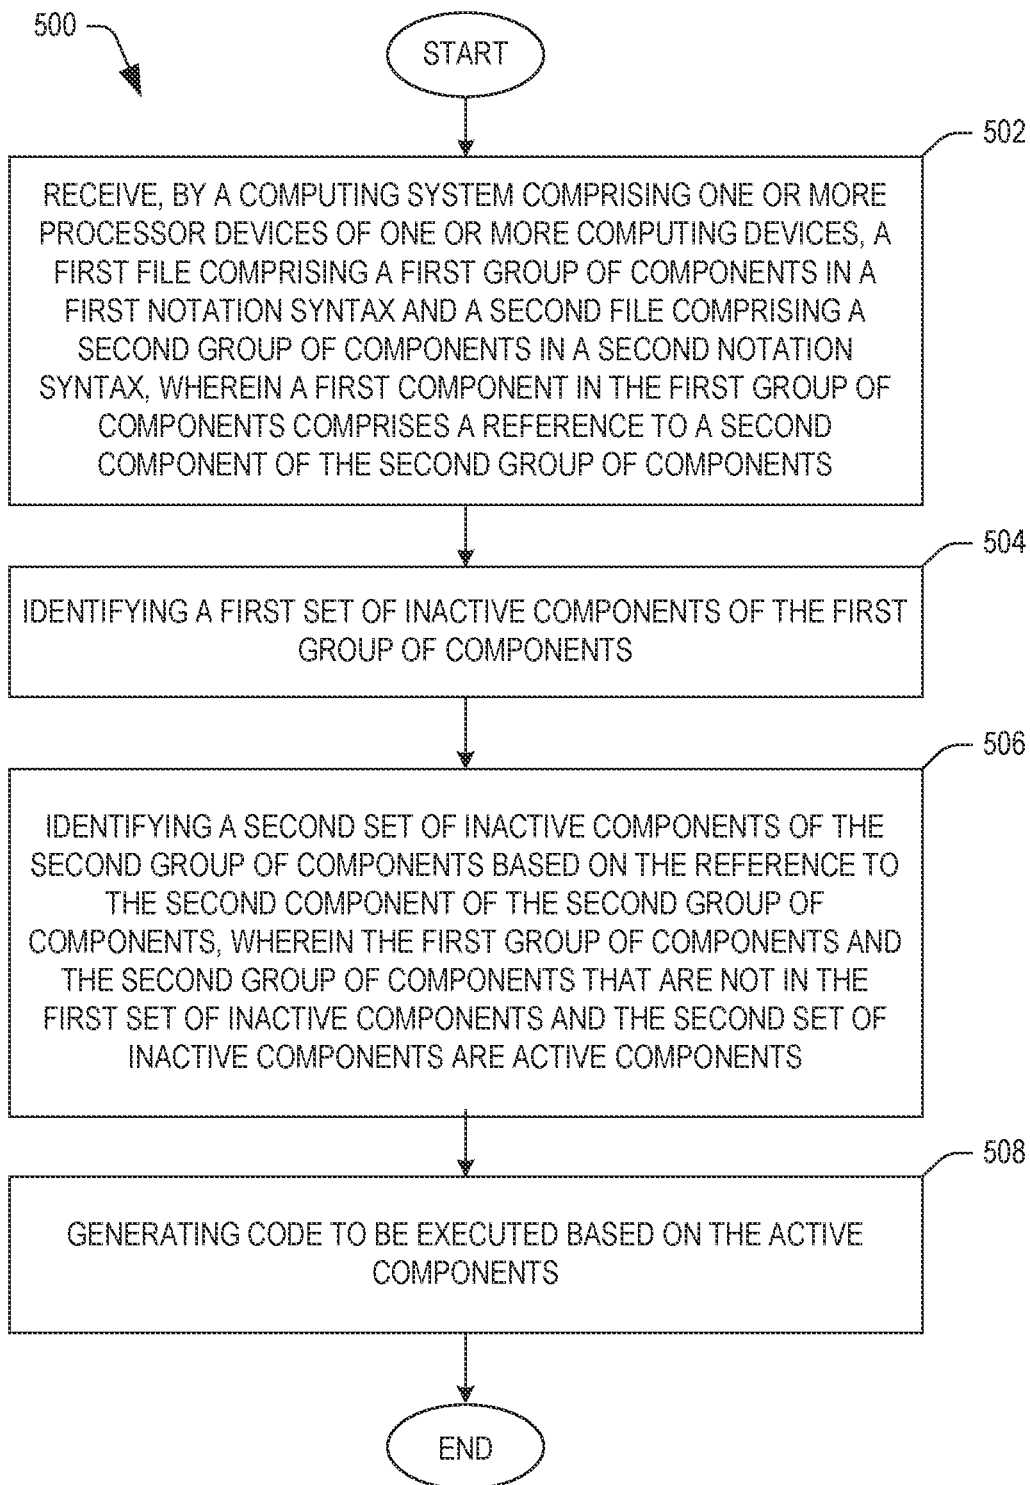 500
START
502
RECEIVE, BY A COMPUTING SYSTEM COMPRISING ONE OR MORE
PROCESSOR DEVICES OF ONE OR MORE COMPUTING DEVICES, A
FIRST FILE COMPRISING A FIRST GROUP OF COMPONENTS IN A
FIRST NOTATION SYNTAX AND A SECOND FILE COMPRISING A
SECOND GROUP OF COMPONENTS IN A SECOND NOTATION
SYNTAX, WHEREIN A FIRST COMPONENT IN THE FIRST GROUP OF
COMPONENTS COMPRISES A REFERENCE TO A SECOND
COMPONENT OF THE SECOND GROUP OF COMPONENTS
504
IDENTIFYING A FIRST SET OF INACTIVE COMPONENTS OF THE FIRST
GROUP OF COMPONENTS
506
IDENTIFYING A SECOND SET OF INACTIVE COMPONENTS OF THE
SECOND GROUP OF COMPONENTS BASED ON THE REFERENCE TO
THE SECOND COMPONENT OF THE SECOND GROUP OF
COMPONENTS, WHEREIN THE FIRST GROUP OF COMPONENTS AND
THE SECOND GROUP OF COMPONENTS THAT ARE NOT IN THE
FIRST SET OF INACTIVE COMPONENTS AND THE SECOND SET OF
INACTIVE COMPONENTS ARE ACTIVE COMPONENTS
508
GENERATING CODE TO BE EXECUTED BASED ON THE ACTIVE
COMPONENTS
END